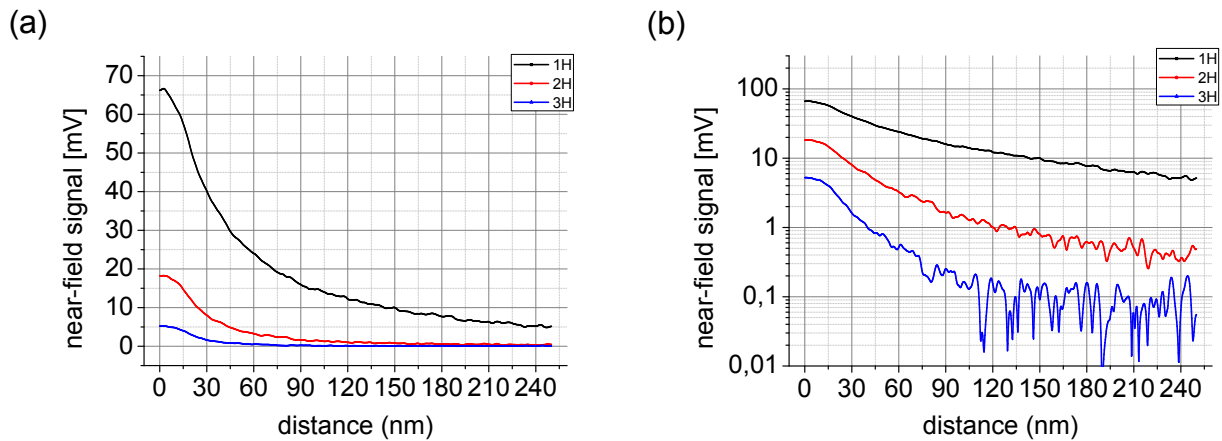 (a)
1H
2H
3H
near-field signal [mV]
70
60
50
40
30
20
10
0
0 30 60 90 120 150 180 210 240
distance (nm)
(b)
1H
2H
3H
near-field signal [mV]
100
10
1
0,1
0,01
0 30 60 90 120 150 180 210 240
distance (nm)